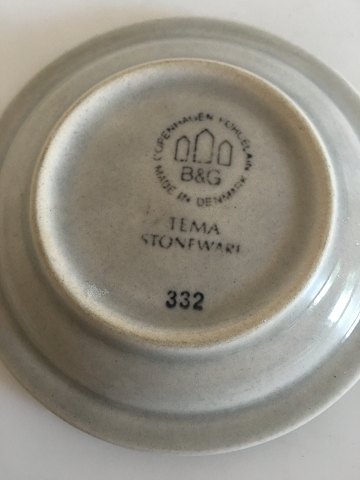 COPENHAGEN PORCELAIN
B&G
MADE IN DENMARK
TEMA
STONEWARE
332